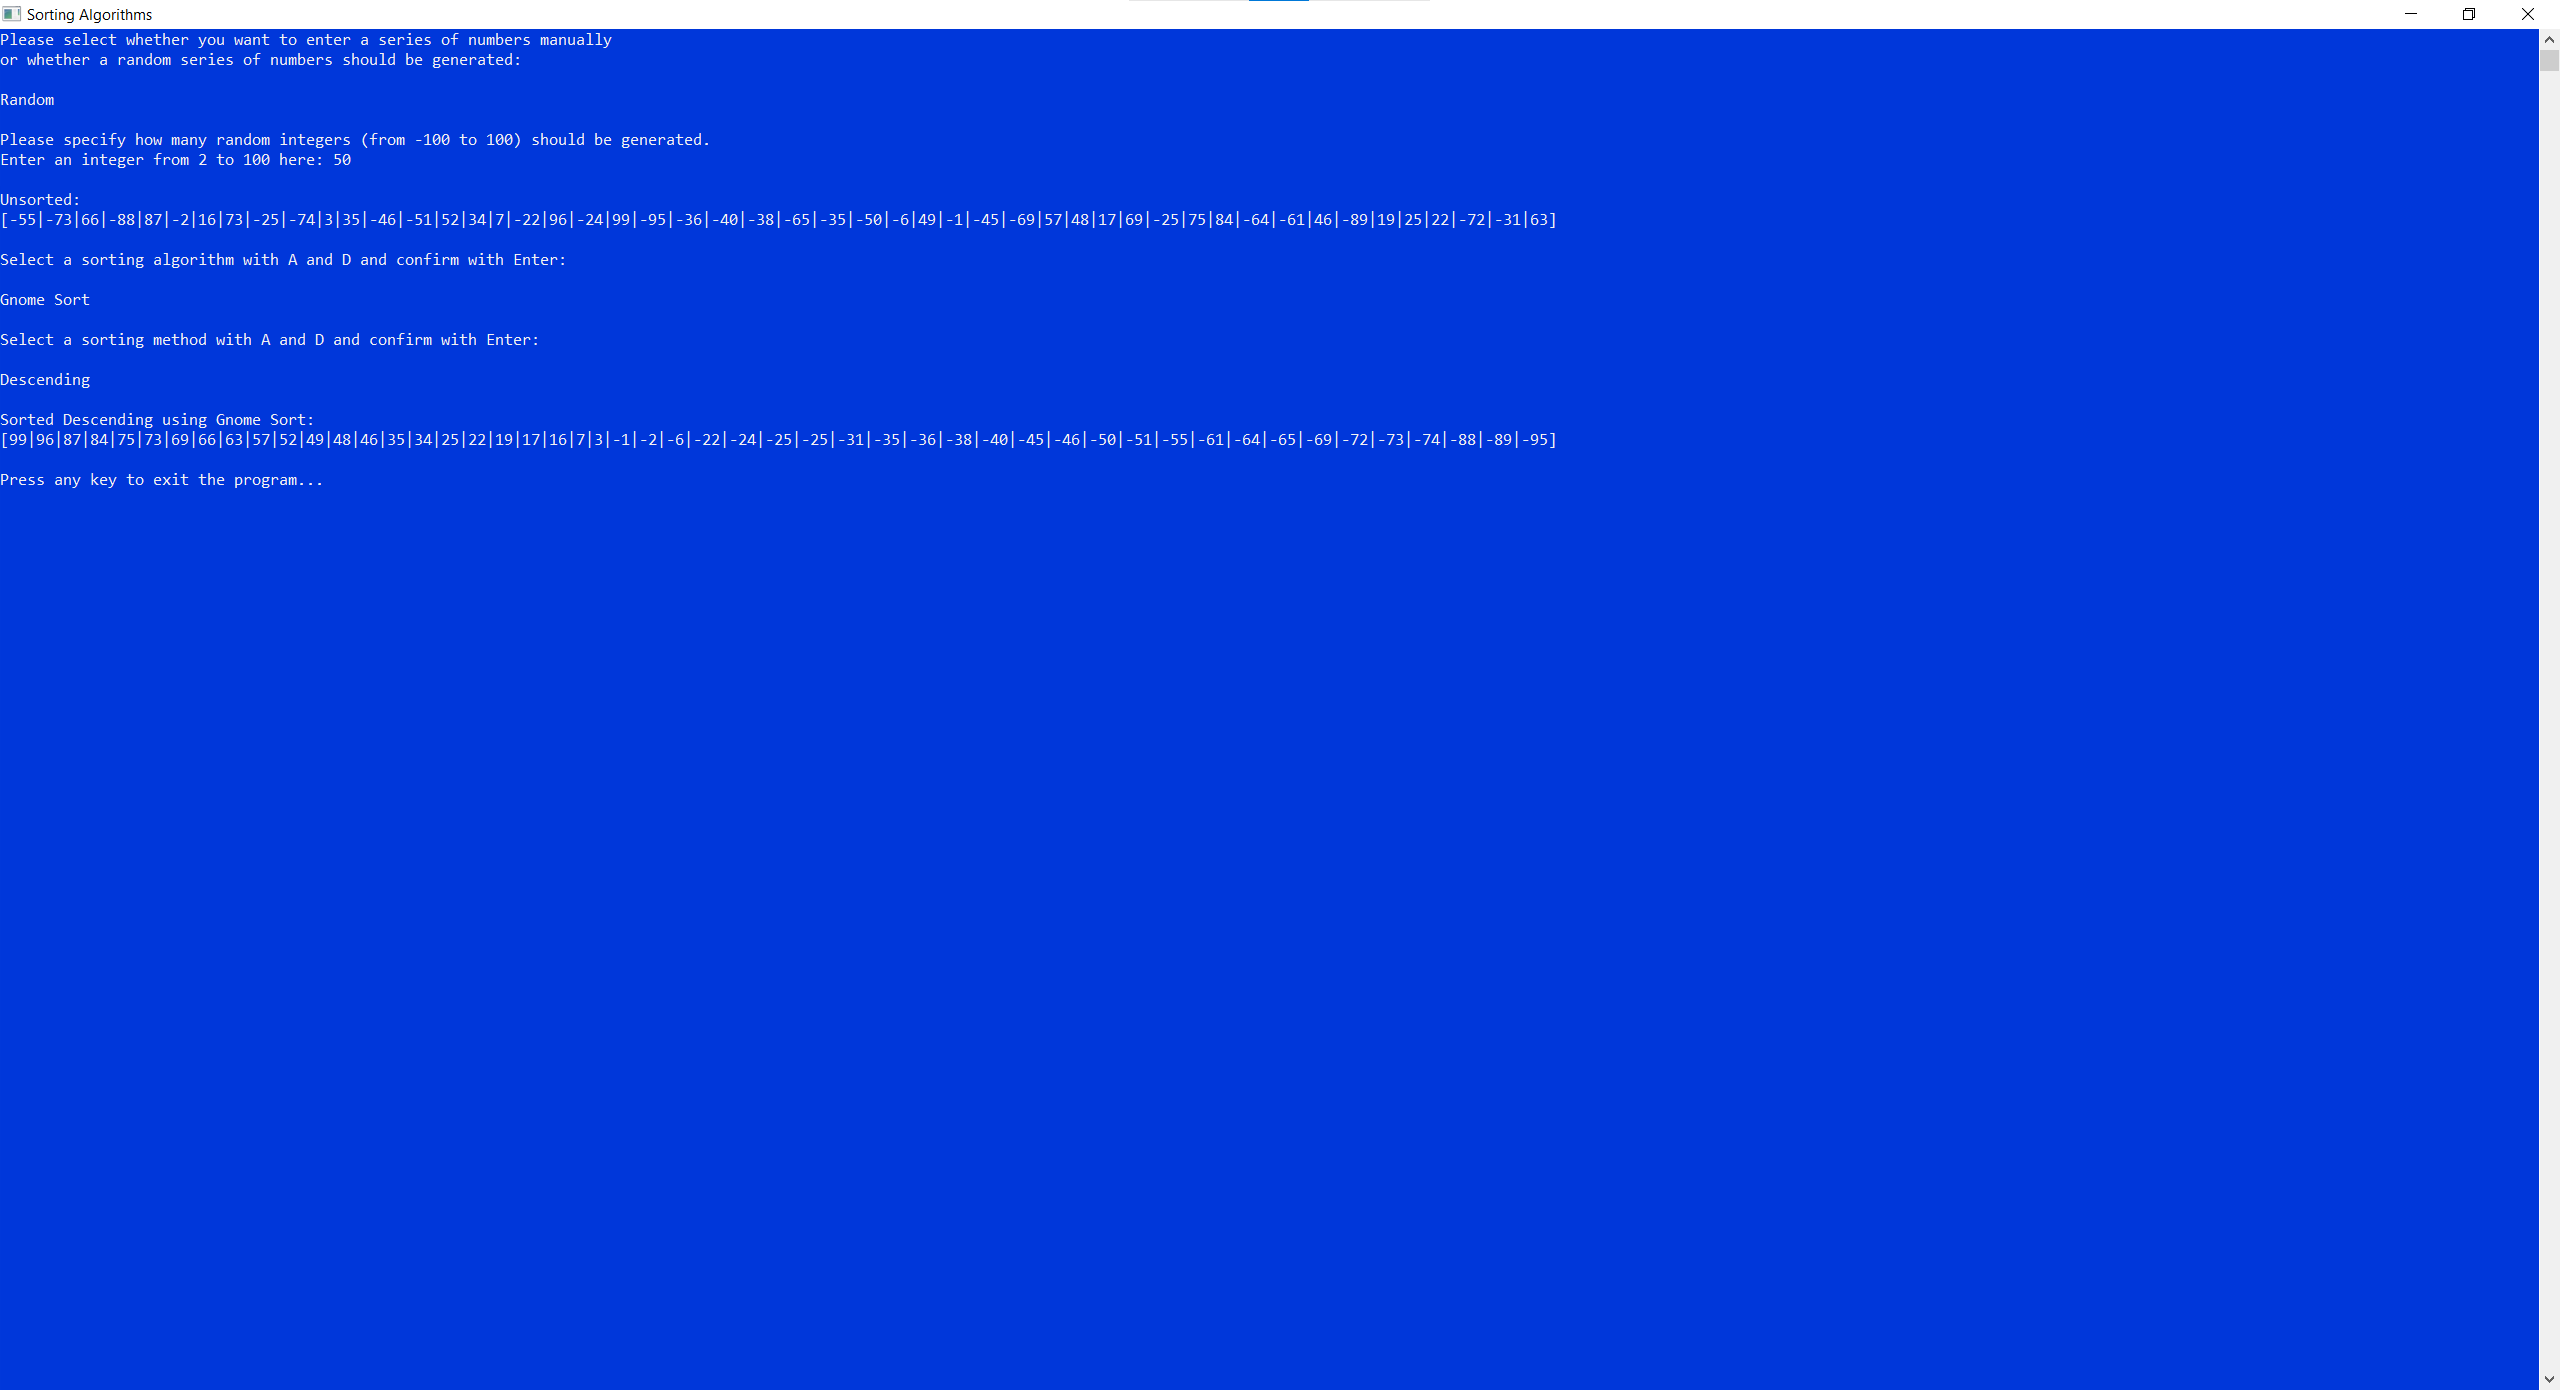 Sorting Algorithms
Please select whether you want to enter a series of numbers manually
or whether a random series of numbers should be generated:
Random
Please specify how many random integers (from -100 to 100) should be generated.
Enter an integer from 2 to 100 here: 50
Unsorted:
[-55|-73|66|-88|87|-2|16|73|-25|-74|3|35|-46|-51|52|34|7|-22|96|-24|99|-95|-36|-40|-38|-65|-35|-50|-6|49|-1|-45|-69|57|48|17|69|-25|75|84|-64|-61|46|-89|19|25|22|-72|-31|63]
Select a sorting algorithm with A and D and confirm with Enter:
Gnome Sort
Select a sorting method with A and D and confirm with Enter:
Descending
Sorted Descending using Gnome Sort:
[99|96|87|84|75|73|69|66|63|57|52|49|48|46|35|34|25|22|19|17|16|7|3|-1|-2|-6|-22|-24|-25|-25|-31|-35|-36|-38|-40|-45|-46|-50|-51|-55|-61|-64|-65|-69|-72|-73|-74|-88|-89|-95]
Press any key to exit the program...